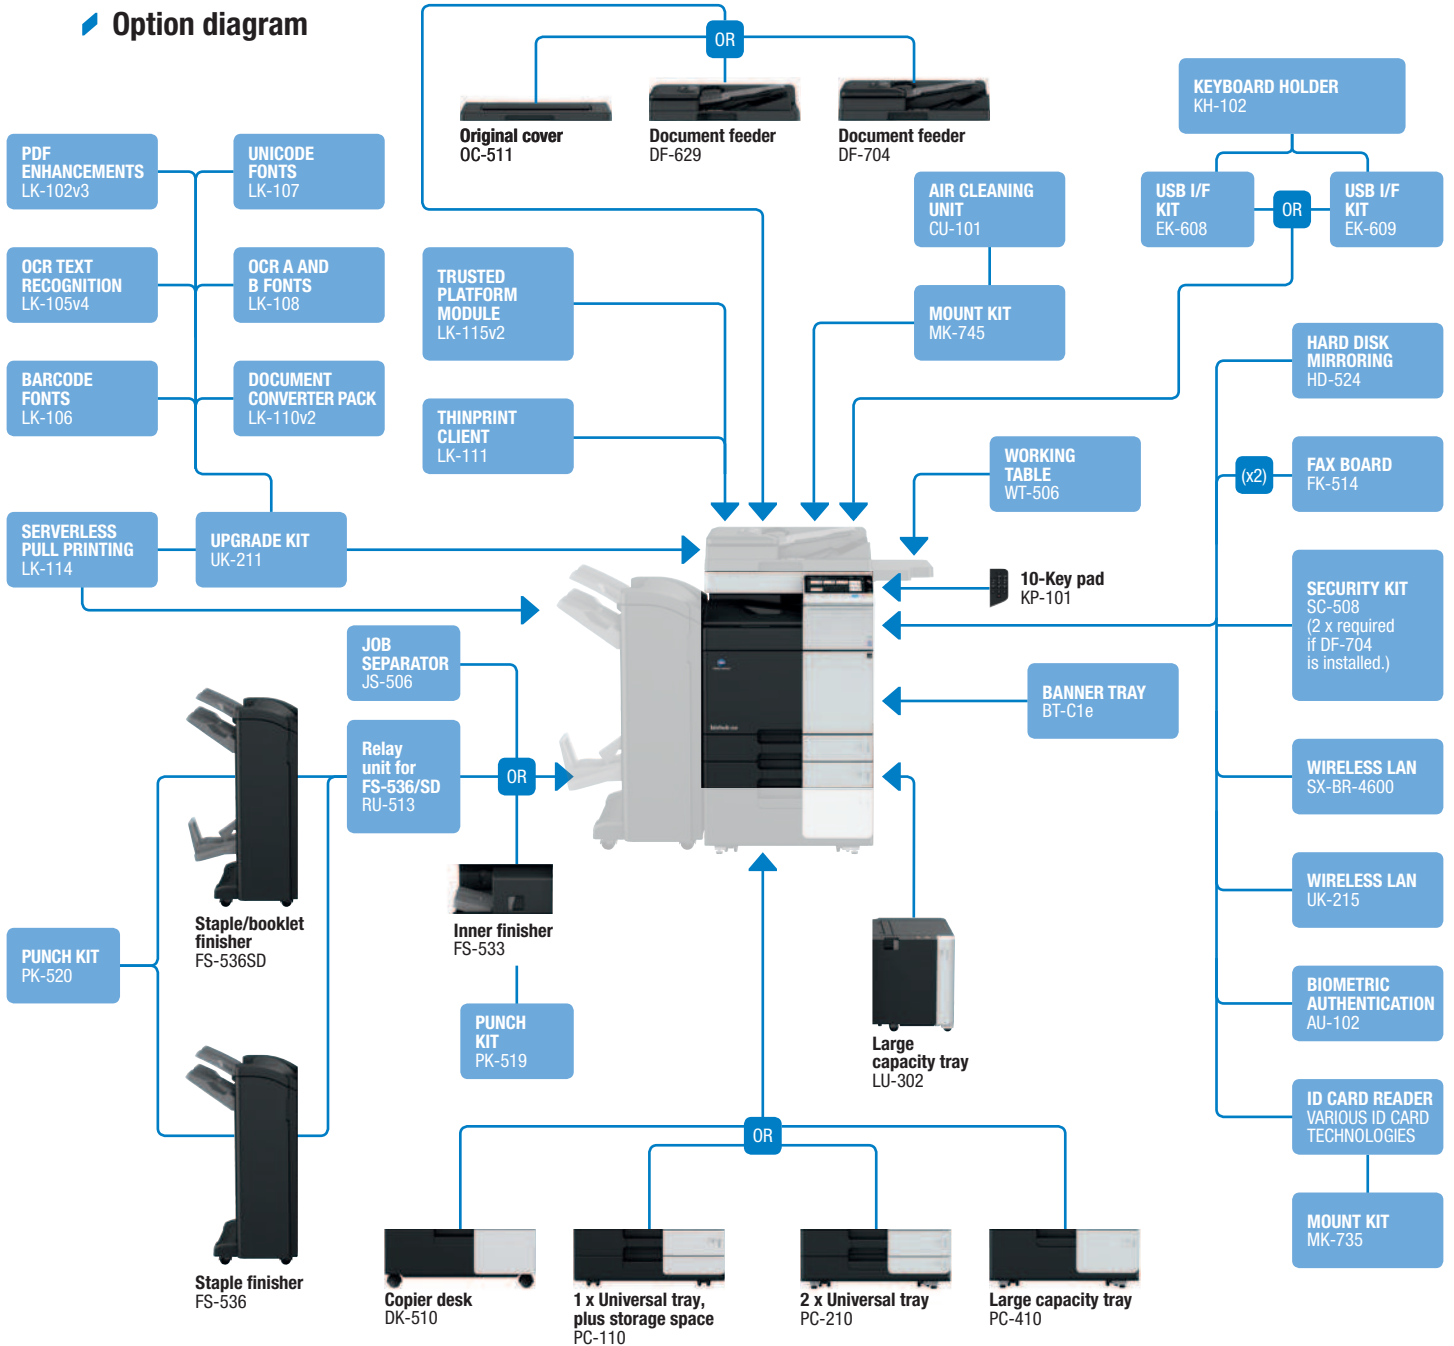 Option diagram
OR
Original cover
OC-511
Document feeder
DF-629
Document feeder
DF-704
KEYBOARD HOLDER
KH-102
PDF
ENHANCEMENTS
LK-102v3
UNICODE
FONTS
LK-107
AIR CLEANING
UNIT
CU-101
USB I/F
KIT
EK-608
OR
USB I/F
KIT
EK-609
OCR TEXT
RECOGNITION
LK-105v4
OCR A AND
B FONTS
LK-108
TRUSTED
PLATFORM
MODULE
LK-115v2
MOUNT KIT
MK-745
HARD DISK
MIRRORING
HD-524
BARCODE
FONTS
LK-106
DOCUMENT
CONVERTER PACK
LK-110v2
THINPRINT
CLIENT
LK-111
WORKING
TABLE
WT-506
(x2)
FAX BOARD
FK-514
SERVERLESS
PULL PRINTING
LK-114
UPGRADE KIT
UK-211
10-Key pad
KP-101
SECURITY KIT
SC-508
(2 x required
if DF-704
is installed.)
JOB
SEPARATOR
JS-506
BANNER TRAY
BT-C1e
Relay
unit for
FS-536/SD
RU-513
OR
WIRELESS LAN
SX-BR-4600
WIRELESS LAN
UK-215
Staple/booklet
finisher
FS-536SD
Inner finisher
FS-533
PUNCH KIT
PK-520
PUNCH
KIT
PK-519
Large
capacity tray
LU-302
BIOMETRIC
AUTHENTICATION
AU-102
ID CARD READER
VARIOUS ID CARD
TECHNOLOGIES
OR
MOUNT KIT
MK-735
Staple finisher
FS-536
Copier desk
DK-510
1 x Universal tray,
plus storage space
PC-110
2 x Universal tray
PC-210
Large capacity tray
PC-410